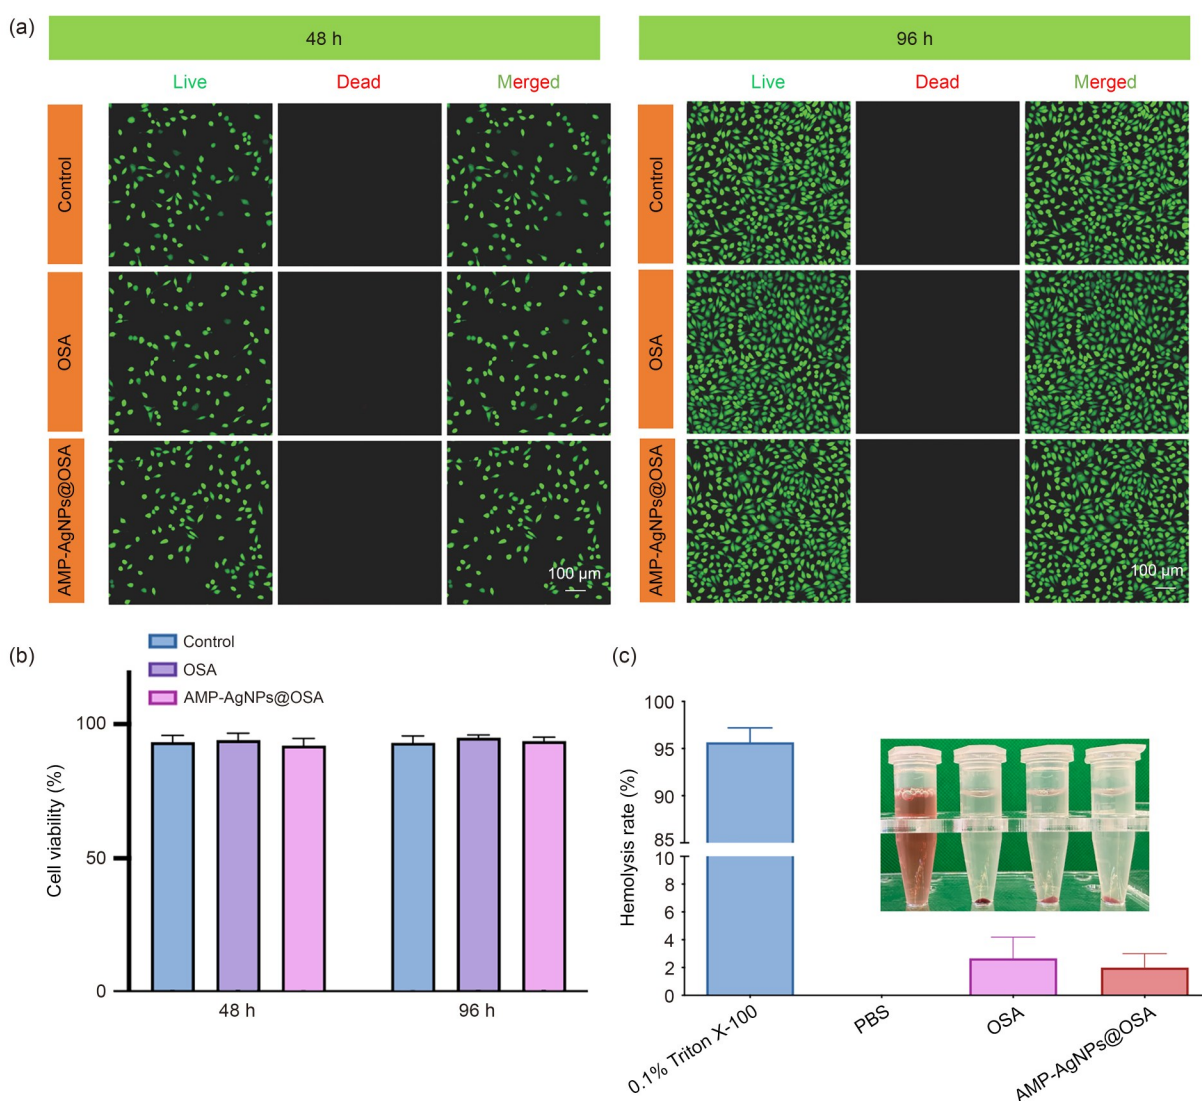 (a)
48 h
96 h
Live
Dead
Merged
Live
Dead
Merged
Control
OSA
AMP-AgNPs@OSA
100 µm
Control
OSA
AMP-AgNPs@OSA
100 µm
(b)
Control
OSA
AMP-AgNPs@OSA
Cell viability (%)
100
50
0
48 h
96 h
(c)
Hemolysis rate (%)
100
95
90
85
10
8
6
4
2
0
0.1% Triton X-100
PBS
OSA
AMP-AgNPs@OSA